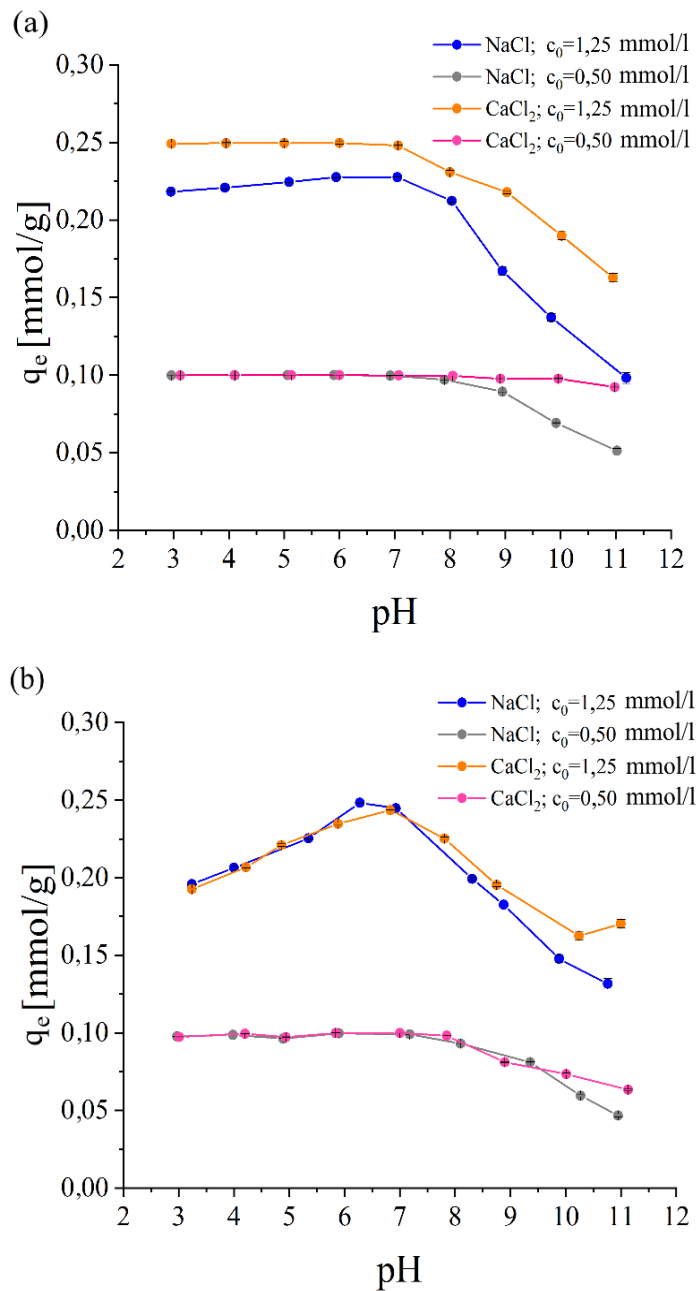 (a)
NaCl; c₀=1,25 mmol/l
NaCl; c₀=0,50 mmol/l
CaCl₂; c₀=1,25 mmol/l
CaCl₂; c₀=0,50 mmol/l
0,30
0,25
0,20
0,15
0,10
0,05
0,00
qₑ [mmol/g]
2 3 4 5 6 7 8 9 10 11 12
pH
(b)
NaCl; c₀=1,25 mmol/l
NaCl; c₀=0,50 mmol/l
CaCl₂; c₀=1,25 mmol/l
CaCl₂; c₀=0,50 mmol/l
0,30
0,25
0,20
0,15
0,10
0,05
0,00
qₑ [mmol/g]
2 3 4 5 6 7 8 9 10 11 12
pH